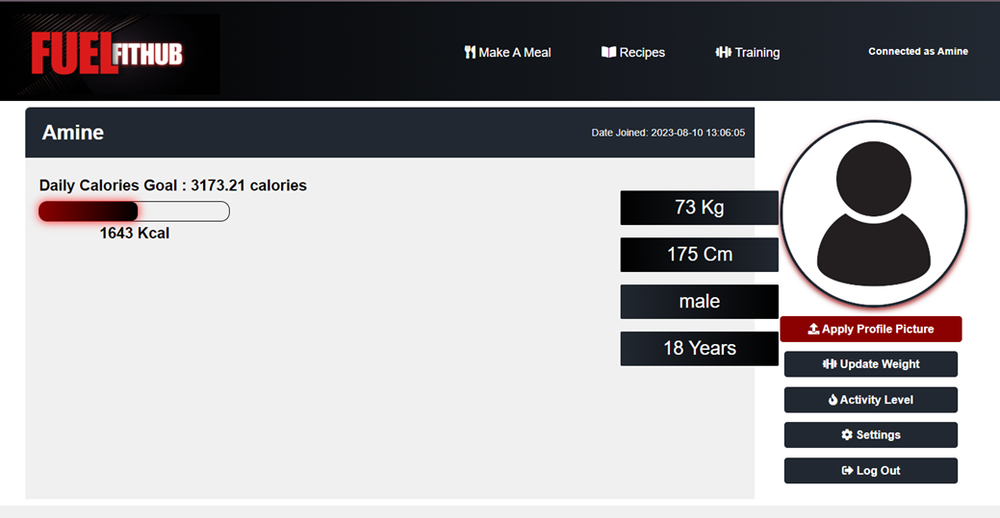 FUELFITHUB
Make A Meal
Recipes
Training
Connected as Amine
Amine
Date Joined: 2023-08-10 13:06:05
Daily Calories Goal : 3173.21 calories
1643 Kcal
73 Kg
175 Cm
male
18 Years
Apply Profile Picture
Update Weight
Activity Level
Settings
Log Out